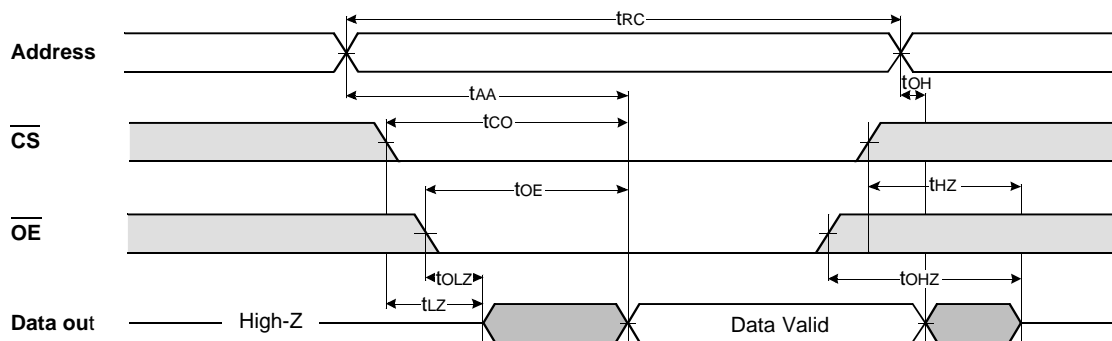 tRC
Address
tOH
tAA
CS
tCO
tHZ
OE
tOE
tOLZ
tOHZ
tLZ
Data out
High-Z
Data Valid